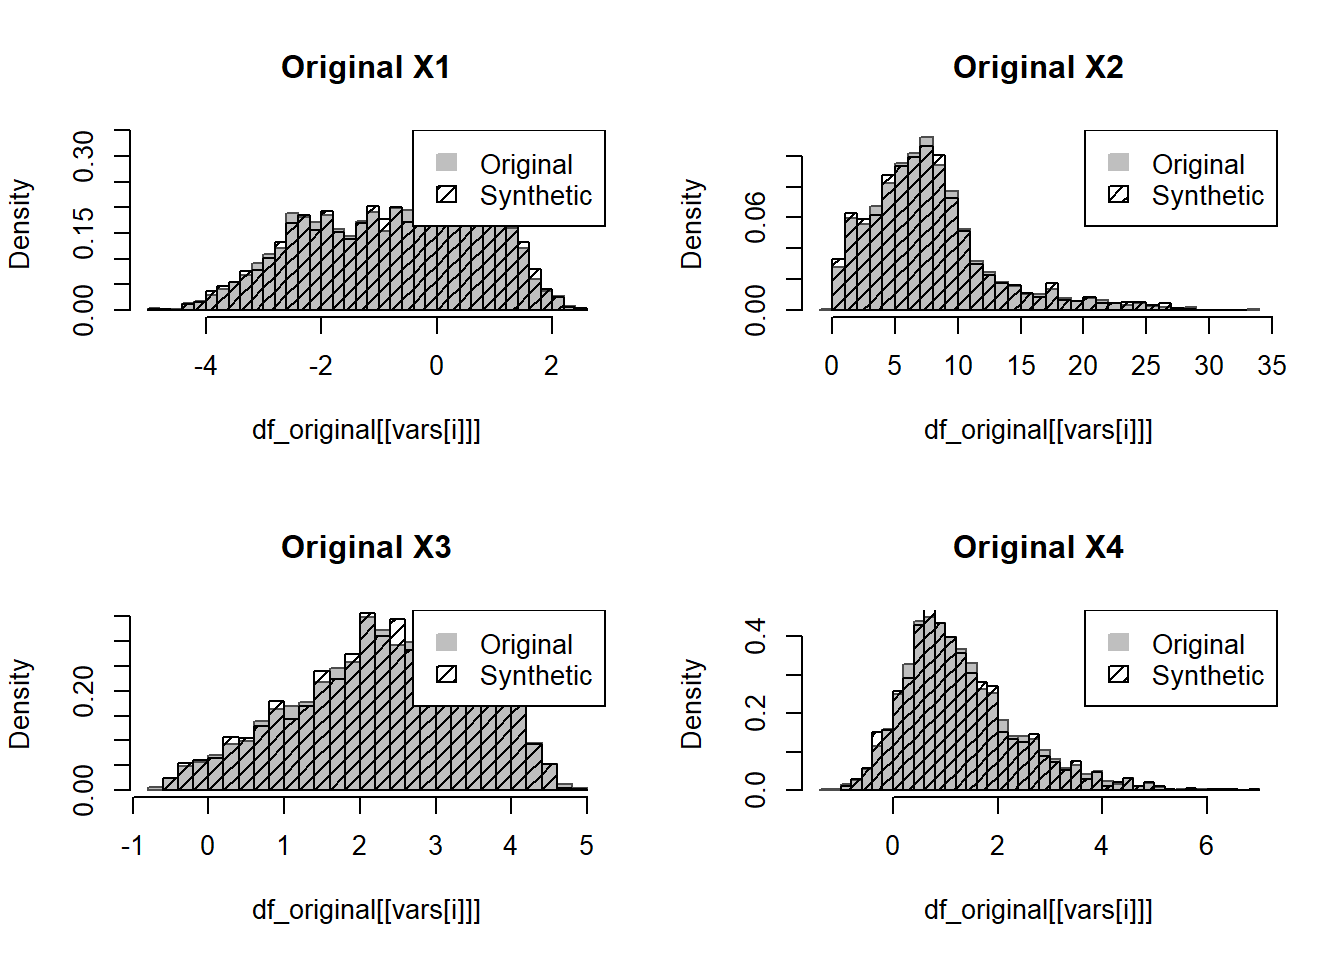 Original X1
Density
0.00 0.15 0.30
Original
Synthetic
-4 -2 0 2
df_original[[vars[i]]]
Original X2
Density
0.00 0.06
Original
Synthetic
0 5 10 15 20 25 30 35
df_original[[vars[i]]]
Original X3
Density
0.00 0.20
Original
Synthetic
-1 0 1 2 3 4 5
df_original[[vars[i]]]
Original X4
Density
0.0 0.2 0.4
Original
Synthetic
0 2 4 6
df_original[[vars[i]]]